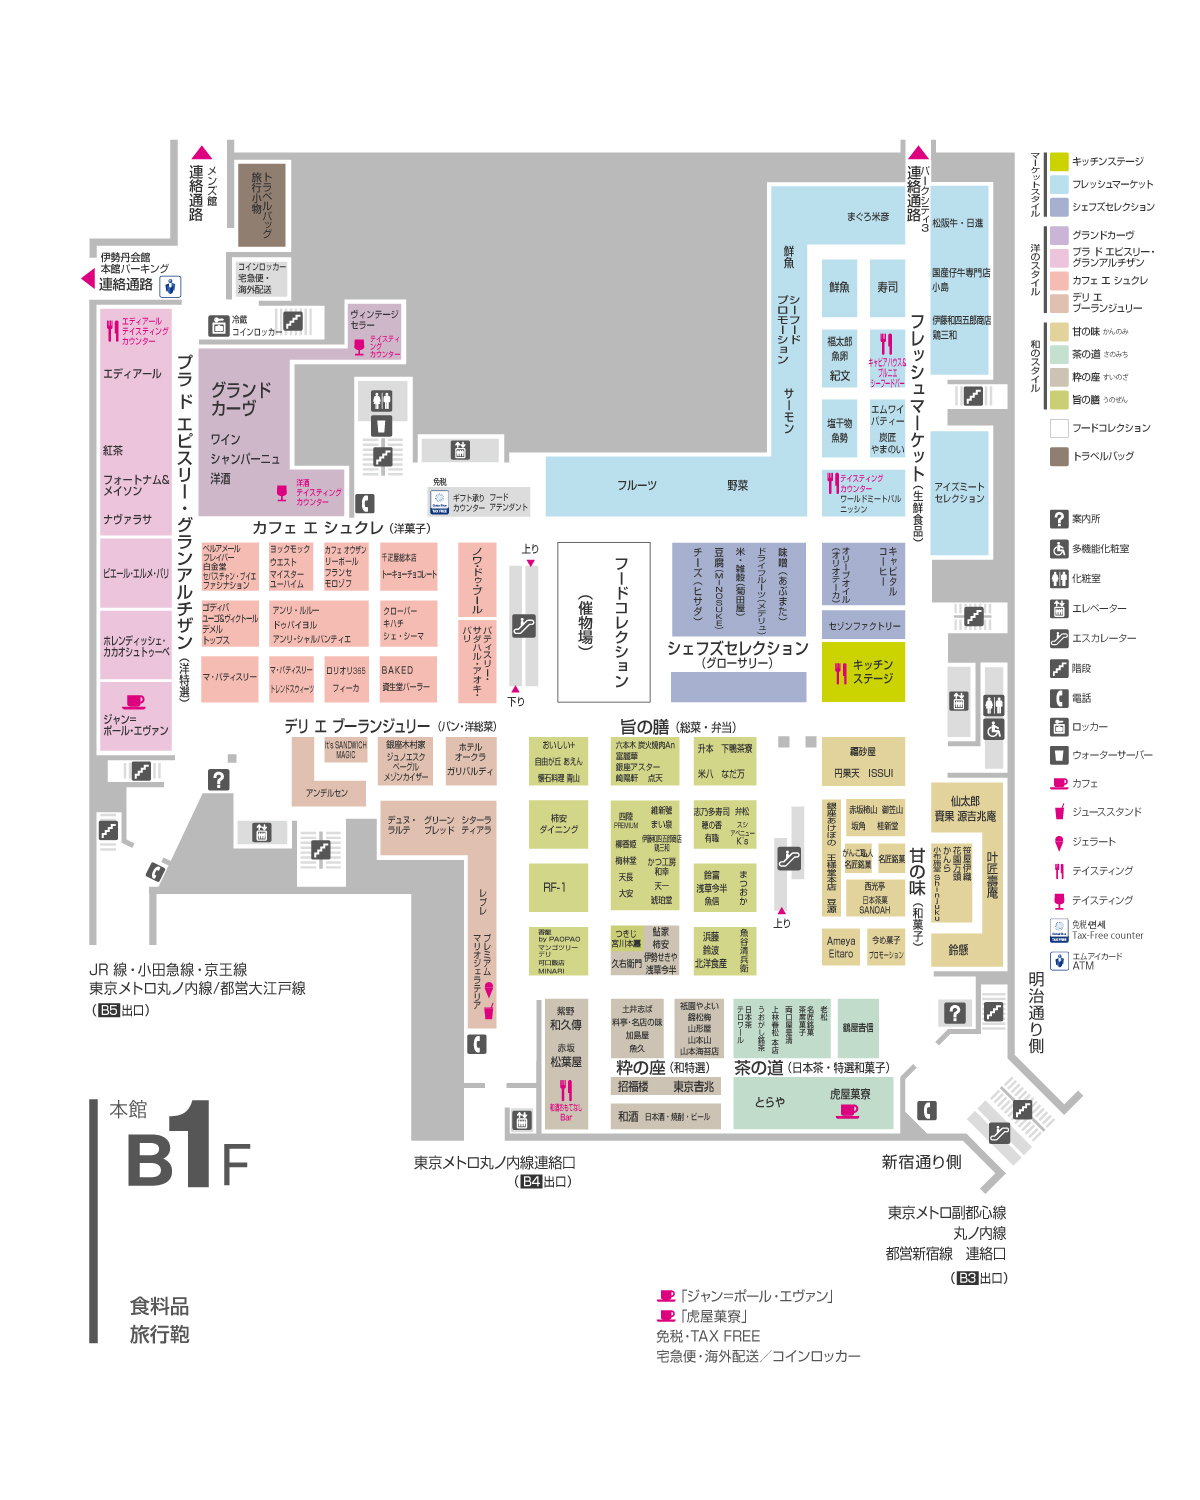 メンズ館
連絡通路
トラベルバッグ
旅行小物
パークシティ3
連絡通路
伊勢丹会館
本館パーキング
連絡通路
コインロッカー
宅急便・
海外配送
冷蔵
コインロッカー
ヴィンテージ
セラー
テイスティング
カウンター
エディアール
テイスティング
カウンター
エディアール
紅茶
フォートナム&
メイソン
ナヴァラサ
ピエール・エルメ・パリ
ホレンディッシェ・
カカオシュトゥーベ
ジャン=
ポール・エヴァン
プラ ド エピスリー・グランアルチザン(洋特選)
グランド
カーヴ
ワイン
シャンパーニュ
洋酒
洋酒
テイスティング
カウンター
免税
ギフト承り フード
カウンター アテンダント
まぐろ米彦
鮮魚
シーフード
プロモーション
サーモン
鮮魚
寿司
福太郎
魚卵
紀文
キャビアハウス&
プルニエ
シーフードバー
塩干物
魚勢
エムワイ
パティー
炭匠
やまのい
フルーツ
野菜
テイスティング
カウンター
ワールドミートバル
ニッシン
フレッシュマーケット(生鮮食品)
松阪牛・日進
国産仔牛専門店
小島
伊藤和四五郎商店
鶏三和
アイズミート
セレクション
カフェ エ シュクレ(洋菓子)
ベルアメール
フレイバー
白金堂
セバスチャン・ブイエ
ファシナション
ヨックモック
ウエスト
マイスター
ユーハイム
カフェ オウザン
リーポール
フランセ
モロゾフ
千疋屋総本店
トーキョーチョコレート
ゴディバ
ユーゴ&ヴィクトール
デメル
トップス
アンリ・ルルー
ドゥバイヨル
アンリ・シャルパンティエ
クローバー
キハチ
シェ・シーマ
マ・パティスリー
マ・パティスリー
トレンドスウィーツ
ロリオリ365
フィーカ
BAKED
資生堂パーラー
ノワ・ドゥ・ブール
パティスリー・
サダハル・アオキ・
パリ
上り
下り
フードコレクション
(催物場)
チーズ(ヒサダ)
豆腐(MINOSUKE)
米・雑穀(菊田屋)
ドライフルーツ(メデリュ)
味噌(あぶまた)
オリーブオイル
(オリオテーカ)
キャピタル
コーヒー
セゾンファクトリー
シェフズセレクション
(グローサリー)
キッチン
ステージ
デリ エ ブーランジュリー(パン・洋総菜)
It's SANDWICH
MAGIC
アンデルセン
銀座木村家
ジュノエスク
ベーグル
メゾンカイザー
ホテル
オークラ
ガリバルディ
デュヌ・
ラルテ
グリーン
ブレッド
シターラ
ティアラ
レブレ
プレミアム
マリオジェラテリア
旨の膳(総菜・弁当)
おいしい+
自由が丘 あえん
懐石料理 青山
六本木 炭火焼肉An
富麗華
銀座アスター
崎陽軒 点天
升本 下鴨茶寮
米八 なだ万
柿安
ダイニング
四陸
PREMIUM
柳香姫
梅林堂
天長
大安
維新號
まい泉
伊藤和四五郎商店
鶏三和
かつ工房
和幸
天一
琥珀堂
志乃多寿司 弁松
穂の香
有職
スシ
アベニュー
K's
RF-1
鈴富
浅草今半
魚信
まつおか
香雛
by PAOPAO
マンゴツリー
デリ
可口飯店
MINARI
つきじ
宮川本廛
久右衛門
鮎家
柿安
伊勢せきや
浅草今半
浜藤
鈴波
北洋食産
魚谷清兵衛
上り
羅砂屋
円果天 ISSUI
銀座あけぼの
王様堂本店
豆源
赤坂柿山 御笠山
坂角 桂新堂
がんこ職人
名匠銘菓
名匠銘菓
西光亭
日本茶菓
SANOAH
Ameya
Eitaro
今め菓子
プロモーション
甘の味(和菓子)
仙太郎
寶果 源吉兆庵
笹屋伊織
花園万頭
かんら
小布施堂 Shinjuku
叶匠壽庵
鈴懸
紫野
和久傳
赤坂
松葉屋
和酒おもてなし
Bar
土井志ば
料亭・名店の味
加島屋
魚久
祇園やよい
錦松梅
山形屋
山本山
山本海苔店
粋の座(和特選)
招福楼 東京𠮷兆
和酒 日本酒・焼酎・ビール
日本茶
テロワール
うおがし銘茶
上林春松 本店
両口屋是清
名匠銘菓
茶席菓子
老松
鶴屋吉信
茶の道(日本茶・特選和菓子)
とらや
虎屋菓寮
JR 線・小田急線・京王線
東京メトロ丸ノ内線/都営大江戸線
(B5出口)
本館
B1F
食料品
旅行鞄
東京メトロ丸ノ内線連絡口
(B4出口)
明治通り側
新宿通り側
東京メトロ副都心線
丸ノ内線
都営新宿線 連絡口
(B3出口)
「ジャン=ポール・エヴァン」
「虎屋菓寮」
免税・TAX FREE
宅急便・海外配送／コインロッカー
マーケットスタイル
キッチンステージ
フレッシュマーケット
シェフズセレクション
洋のスタイル
グランドカーヴ
プラ ド エピスリー・
グランアルチザン
カフェ エ シュクレ
デリ エ
ブーランジュリー
和のスタイル
甘の味 かんのみ
茶の道 さのみち
粋の座 すいのざ
旨の膳 うのぜん
フードコレクション
トラベルバッグ
案内所
多機能化粧室
化粧室
エレベーター
エスカレーター
階段
電話
ロッカー
ウォーターサーバー
カフェ
ジューススタンド
ジェラート
テイスティング
テイスティング
免税 면세
Tax-Free counter
エムアイカード
ATM